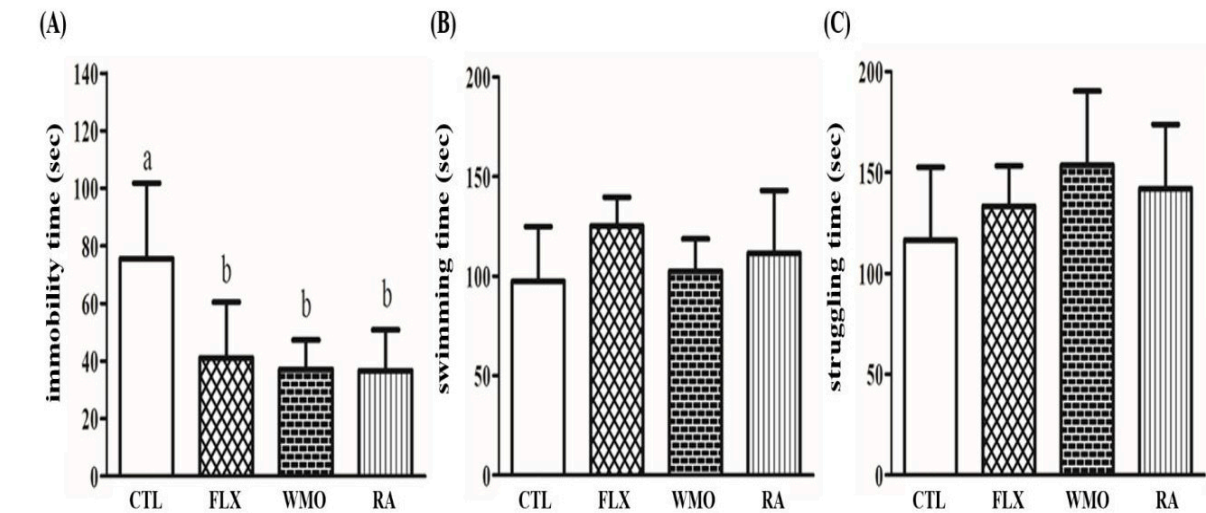 (A)
immobility time (sec)
140
120
100
80
60
40
20
0
a
b
b
b
CTL FLX WMO RA
(B)
swimming time (sec)
200
150
100
50
0
CTL FLX WMO RA
(C)
struggling time (sec)
200
150
100
50
0
CTL FLX WMO RA